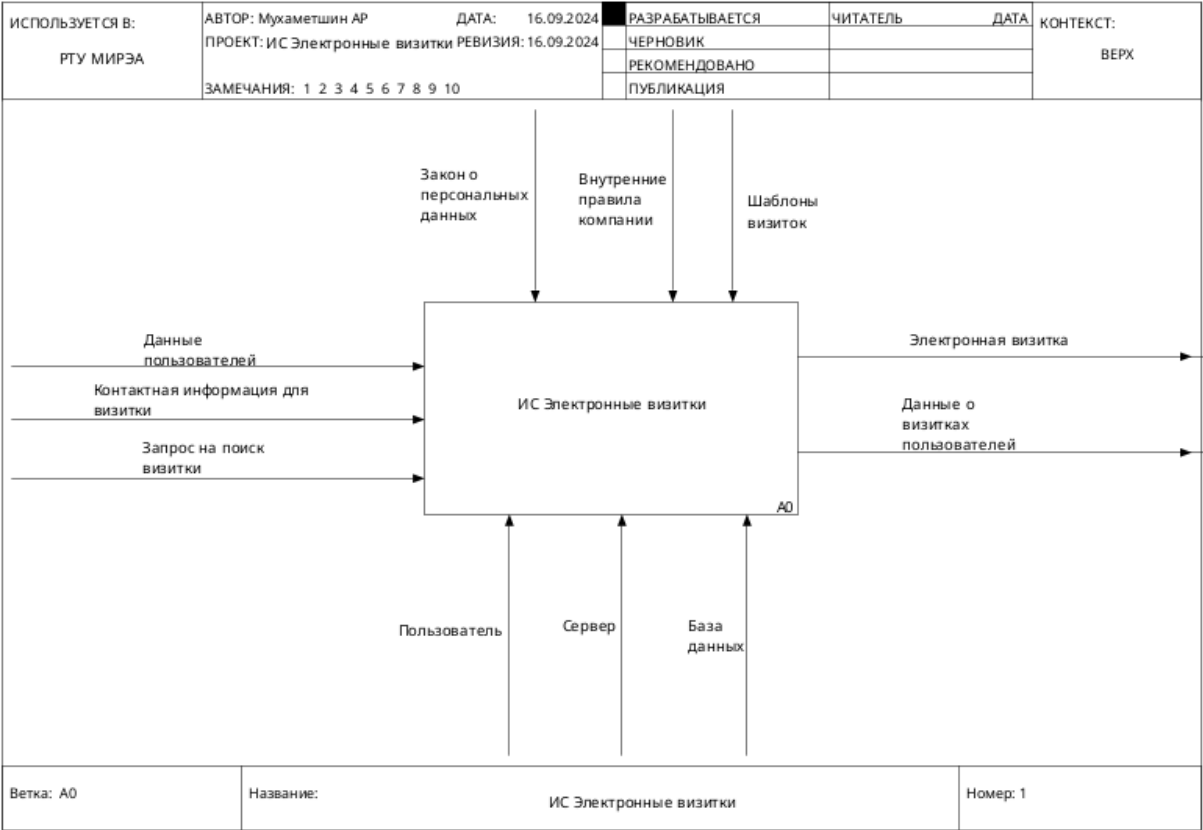 ИСПОЛЬЗУЕТСЯ В:
РТУ МИРЭА
АВТОР: Мухаметшин АР ДАТА: 16.09.2024
ПРОЕКТ: ИС Электронные визитки РЕВИЗИЯ: 16.09.2024
ЗАМЕЧАНИЯ: 1 2 3 4 5 6 7 8 9 10
РАЗРАБАТЫВАЕТСЯ
ЧЕРНОВИК
РЕКОМЕНДОВАНО
ПУБЛИКАЦИЯ
ЧИТАТЕЛЬ ДАТА
КОНТЕКСТ:
ВЕРХ
Закон о
персональных
данных
Внутренние
правила
компании
Шаблоны
визиток
Данные
пользователей
Контактная информация для
визитки
Запрос на поиск
визитки
ИС Электронные визитки
A0
Электронная визитка
Данные о
визитках
пользователей
Пользователь
Сервер
База
данных
Ветка: A0
Название:
ИС Электронные визитки
Номер: 1